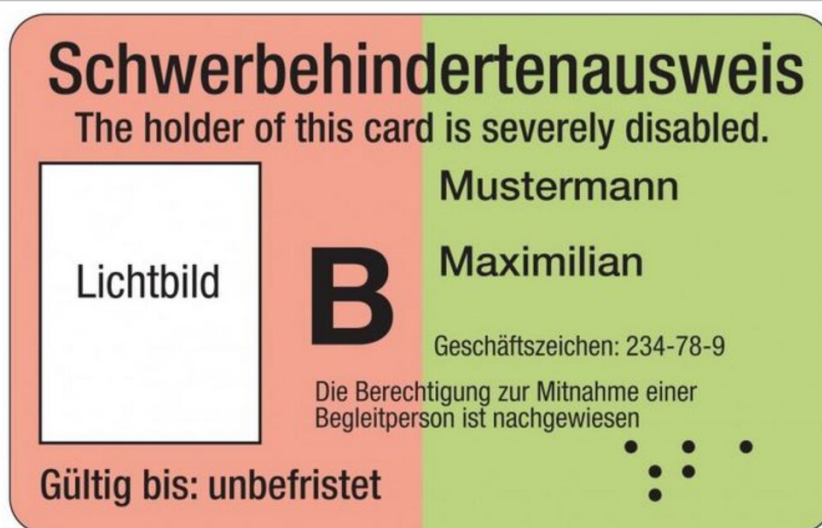 Schwerbehindertenausweis
The holder of this card is severely disabled.
Mustermann
Lichtbild
B
Maximilian
Geschäftszeichen: 234-78-9
Die Berechtigung zur Mitnahme einer
Begleitperson ist nachgewiesen
Gültig bis: unbefristet